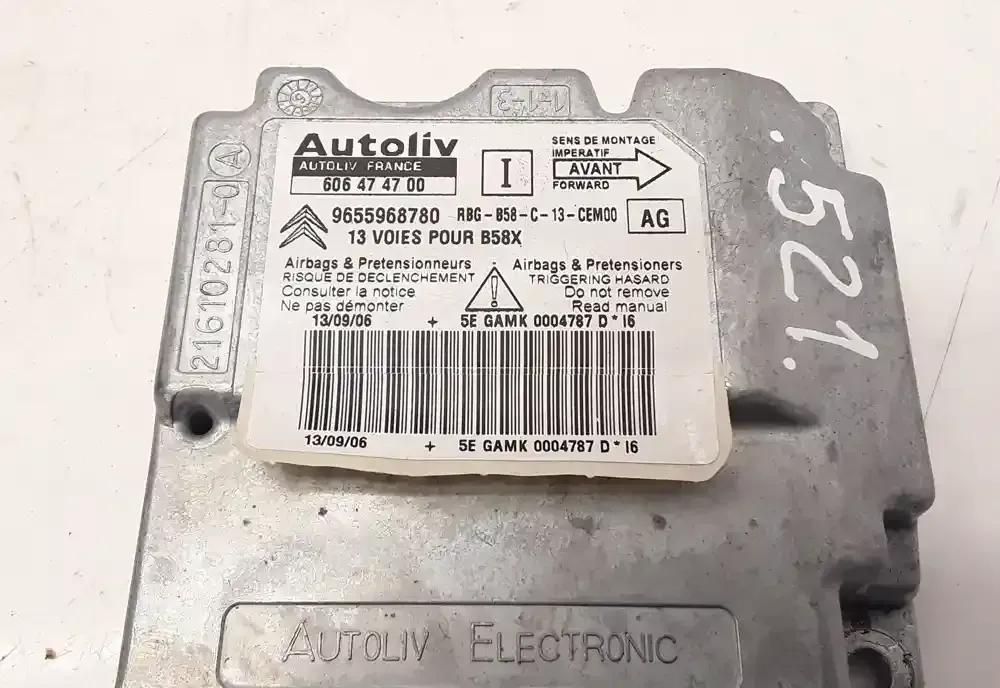 151-3
Autoliv
AUTOLIV FRANCE
606 47 47 00
I
SENS DE MONTAGE
IMPERATIF
AVANT
FORWARD
9655968780 RBG-B58-C-13-CEM00 AG
13 VOIES POUR B58X
Airbags & Pretensionneurs
RISQUE DE DECLENCHEMENT
Consulter la notice
Ne pas démonter
Airbags & Pretensioners
TRIGGERING HASARD
Do not remove
Read manual
13/09/06 + 5E GAMK 0004787 D * I6
13/09/06 + 5E GAMK 0004787 D * I6
21610281-0 A
.521.
AUTOLIV ELECTRONIC